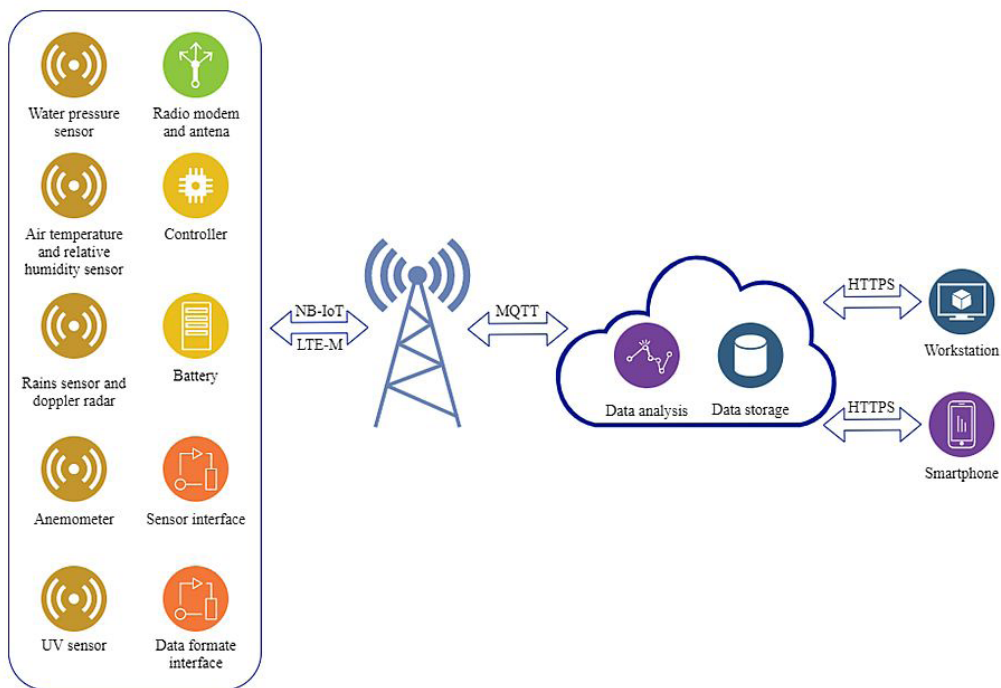 Water pressure
sensor
Radio modem
and antena
Air temperature
and relative
humidity sensor
Controller
Rains sensor and
doppler radar
Battery
Anemometer
Sensor interface
UV sensor
Data formate
interface
NB-IoT
LTE-M
MQTT
Data analysis
Data storage
HTTPS
Workstation
HTTPS
Smartphone